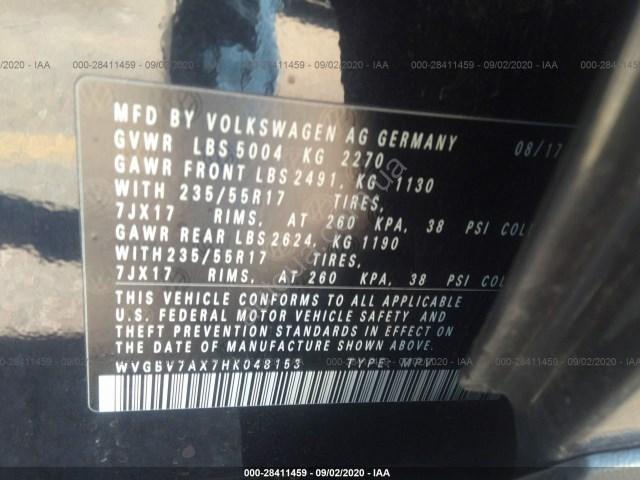 000-28411459 - 09/02/2020 - IAA
MFD BY VOLKSWAGEN AG GERMANY 08/17
GVWR LBS 5004 KG 2270
GAWR FRONT LBS 2491, KG 1130
WITH 235/55R17 TIRES,
7JX17 RIMS, AT 260 KPA, 38 PSI COL
GAWR REAR LBS 2624, KG 1190
WITH235/55R17 TIRES,
7JX17 RIMS, AT 260 KPA, 38 PSI COL
THIS VEHICLE CONFORMS TO ALL APPLICABLE
U.S. FEDERAL MOTOR VEHICLE SAFETY AND
THEFT PREVENTION STANDARDS IN EFFECT ON
THE DATE OF MANUFACTURE SHOWN ABOVE.
WVGBV7AX7HK048153 TYPE: MPV
000-28411459 - 09/02/2020 - IAA